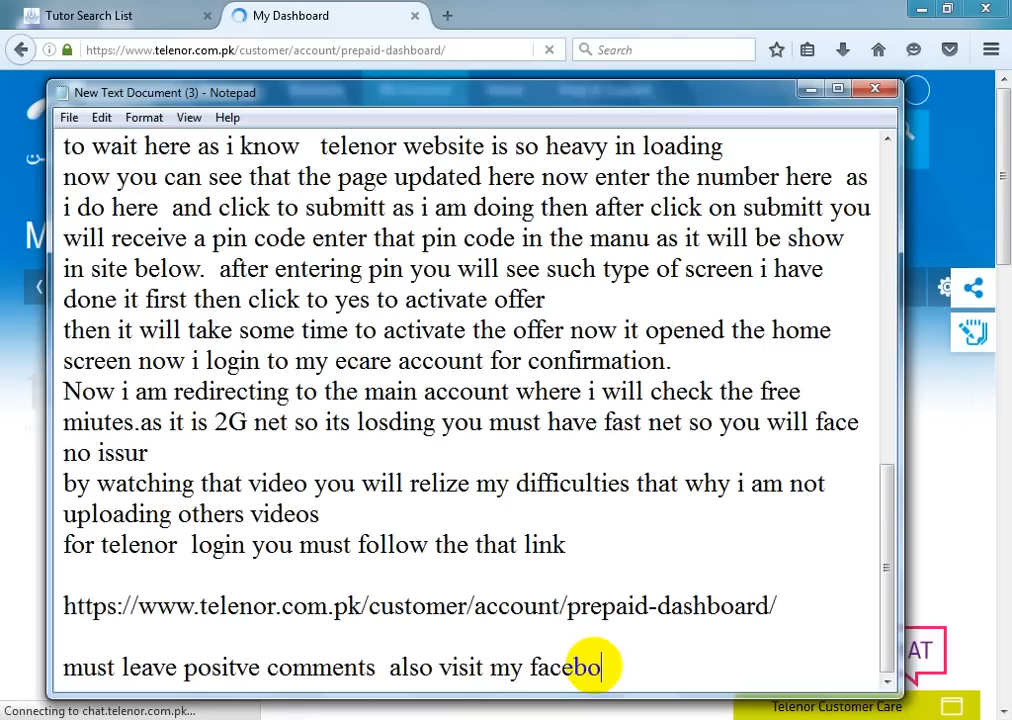 Tutor Search List
My Dashboard
https://www.telenor.com.pk/customer/account/prepaid-dashboard/
Search
New Text Document (3) - Notepad
File Edit Format View Help
to wait here as i know telenor website is so heavy in loading
now you can see that the page updated here now enter the number here as
i do here and click to submitt as i am doing then after click on submitt you
will receive a pin code enter that pin code in the manu as it will be show
in site below. after entering pin you will see such type of screen i have
done it first then click to yes to activate offer
then it will take some time to activate the offer now it opened the home
screen now i login to my ecare account for confirmation.
Now i am redirecting to the main account where i will check the free
miutes.as it is 2G net so its losding you must have fast net so you will face
no issur
by watching that video you will relize my difficulties that why i am not
uploading others videos
for telenor login you must follow the that link
https://www.telenor.com.pk/customer/account/prepaid-dashboard/
must leave positve comments also visit my facebo
AT
Telenor Customer Care
Connecting to chat.telenor.com.pk...